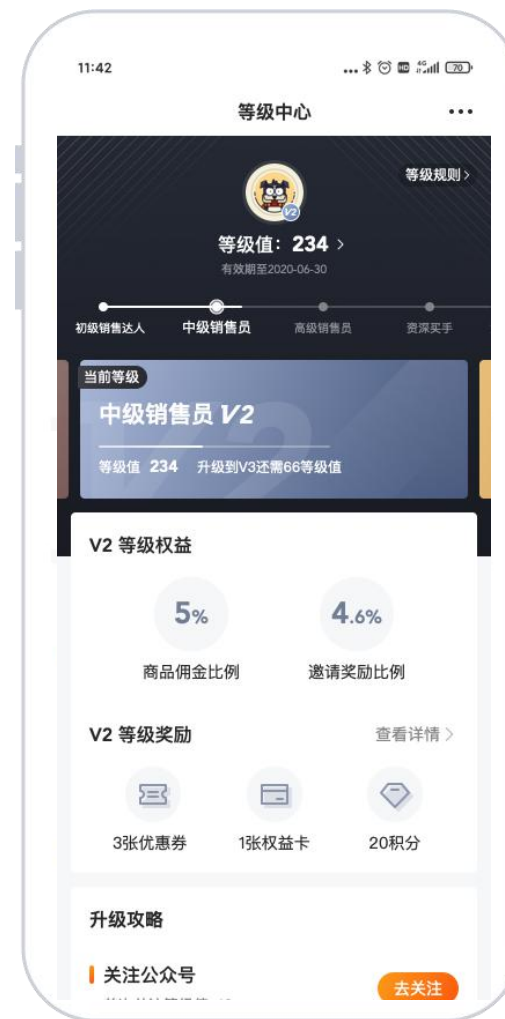 11:42
HD 4G 70
等级中心
等级规则
V2
等级值：234
有效期至2020-06-30
初级销售达人 中级销售员 高级销售员 资深买手
当前等级
中级销售员 V2
等级值 234 升级到V3还需66等级值
V2 等级权益
5% 4.6%
商品佣金比例 邀请奖励比例
V2 等级奖励 查看详情
3张优惠券 1张权益卡 20积分
升级攻略
关注公众号
去关注